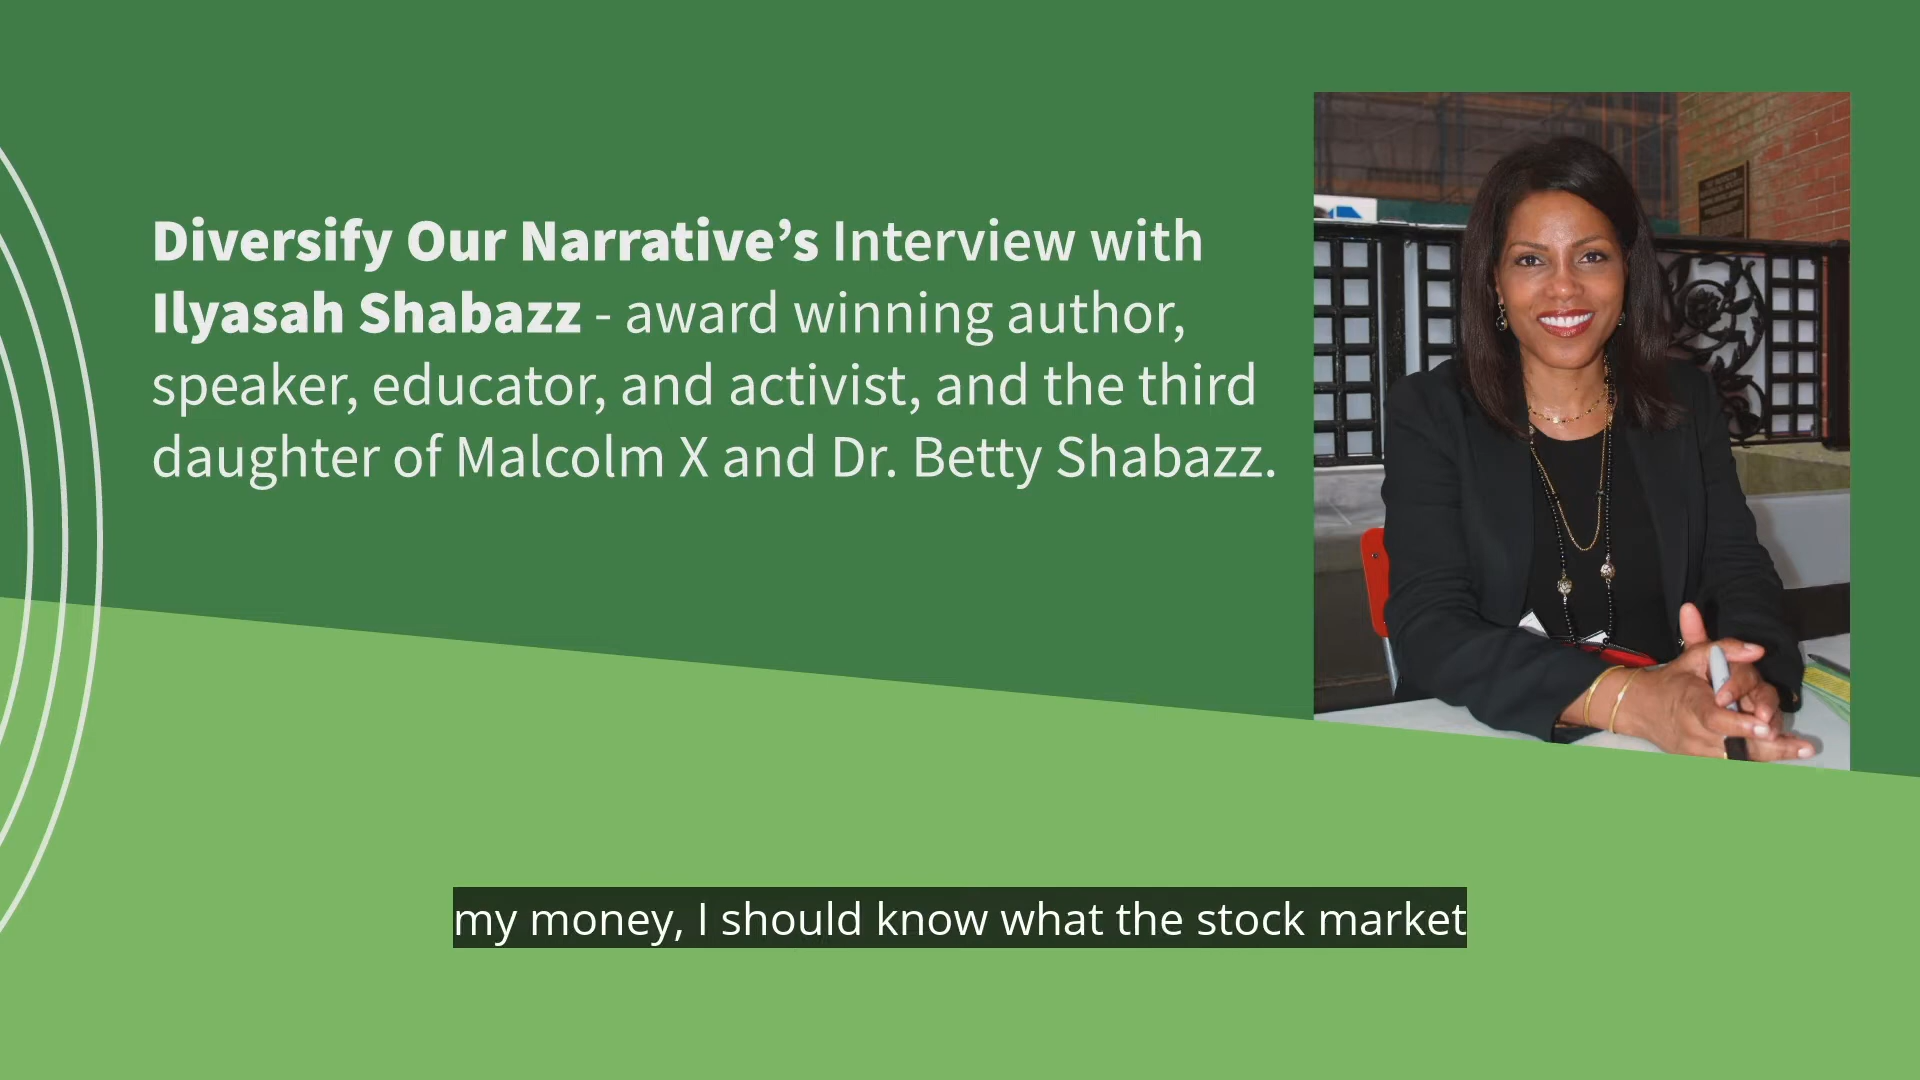 Diversify Our Narrative’s Interview with
Ilyasah Shabazz - award winning author,
speaker, educator, and activist, and the third
daughter of Malcolm X and Dr. Betty Shabazz.
my money, I should know what the stock market